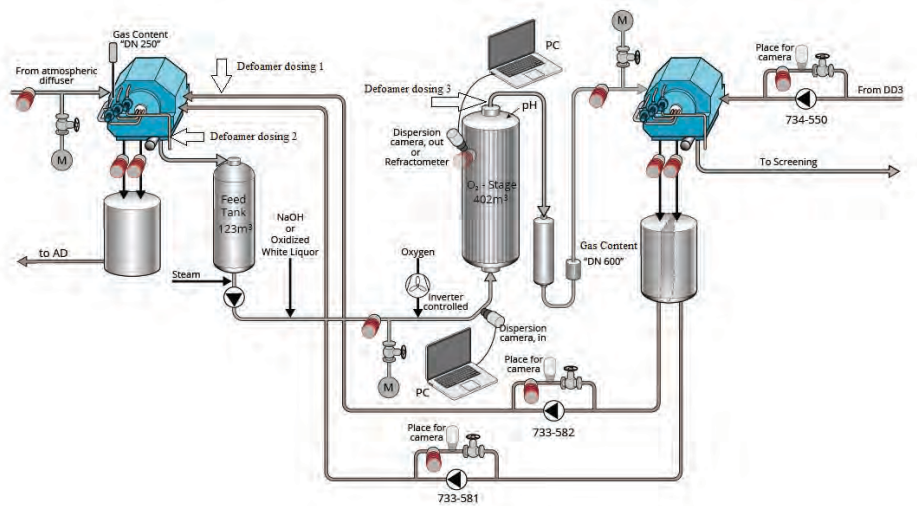 Gas Content
"DN 250"
From atmospheric
diffuser
M
Defoamer dosing 1
Defoamer dosing 2
Feed
Tank
123m³
to AD
Steam
NaOH
or
Oxidized
White Liquor
Oxygen
inverter
controlled
M
PC
Defoamer dosing 3
pH
Dispersion
camera, out
or
Refractometer
O₂ - Stage
402m³
Dispersion
camera, in
PC
Gas Content
"DN 600"
M
Place for
camera
From DD3
734-550
To Screening
Place for
camera
733-582
Place for
camera
733-581